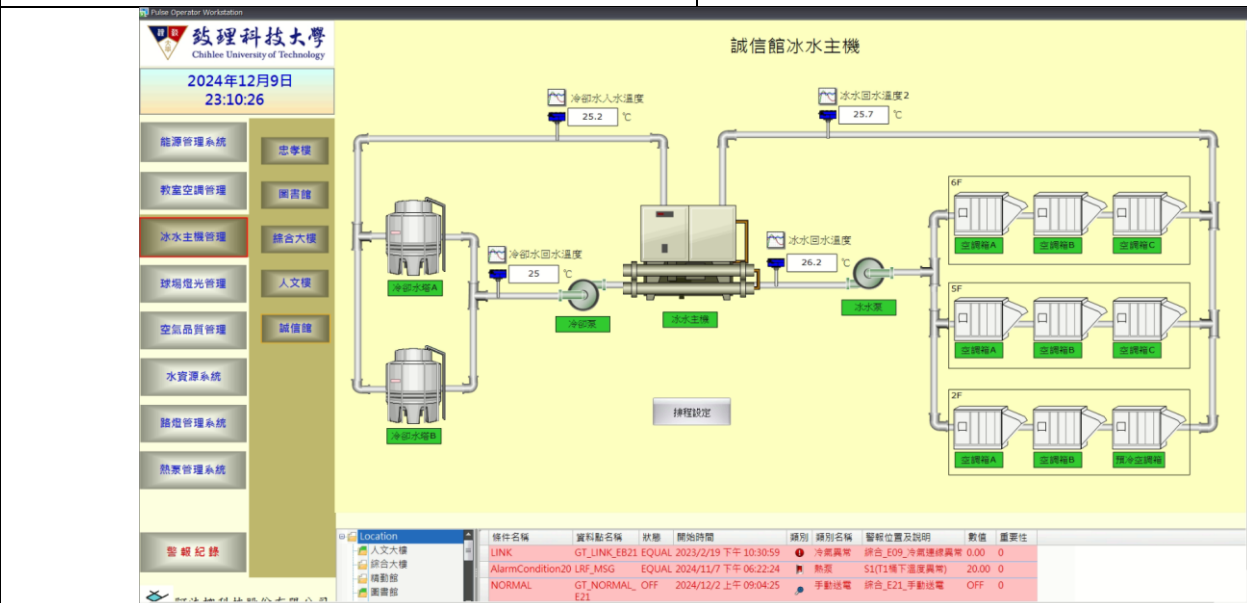 Pulse Operator Workstation
致理科技大學
Chihlee University of Technology
2024年12月9日
23:10:26
能源管理系統
教室空調管理
冰水主機管理
球場燈光管理
空氣品質管理
水資源系統
路燈管理系統
熱泵管理系統
警報紀錄
忠孝樓
圖書館
綜合大樓
人文樓
誠信館
誠信館冰水主機
冷卻水入水溫度
25.2 ℃
冰水回水溫度2
25.7 ℃
冷卻水回水溫度
25 ℃
冰水回水溫度
26.2 ℃
冷卻水塔A
冷卻水塔B
冷卻泵
冰水主機
冰水泵
排程設定
6F
空調箱A 空調箱B 空調箱C
5F
空調箱A 空調箱B 空調箱C
2F
空調箱A 空調箱B 預冷空調箱
Location
人文大樓
綜合大樓
精勤館
圖書館
條件名稱 資料點名稱 狀態 開始時間 類別 類別名稱 警報位置及說明 數值 重要性
LINK GT_LINK_EB21 EQUAL 2023/2/19 下午 10:30:59 冷氣異常 綜合_E09_冷氣連線異常 0.00 0
AlarmCondition20 LRF_MSG EQUAL 2024/11/7 下午 06:22:24 熱泵 S1(T1桶下溫度異常) 20.00 0
NORMAL GT_NORMAL_E21 OFF 2024/12/2 上午 09:04:25 手動送電 綜合_E21_手動送電 OFF 0